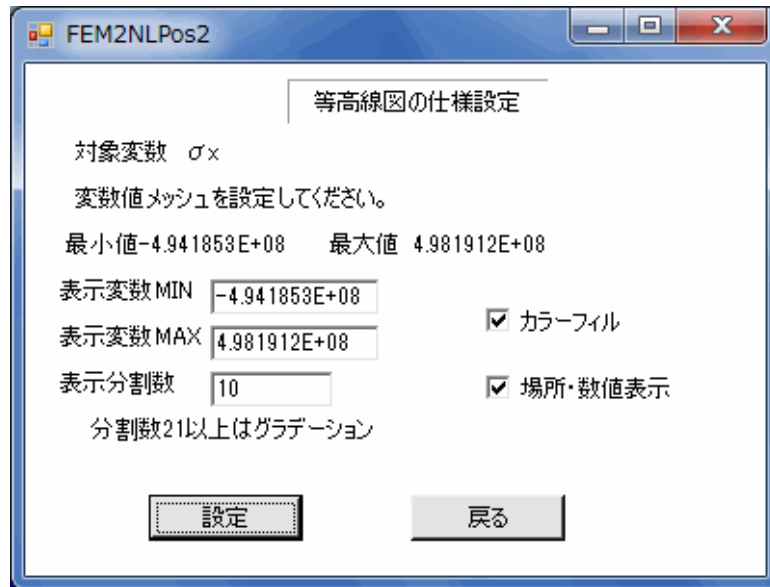 FEM2NLPos2
等高線図の仕様設定
対象変数 σx
変数値メッシュを設定してください。
最小値-4.941853E+08 最大値 4.981912E+08
表示変数MIN -4.941853E+08
表示変数MAX 4.981912E+08
カラーフィル
表示分割数 10
場所・数値表示
分割数21以上はグラデーション
設定 戻る